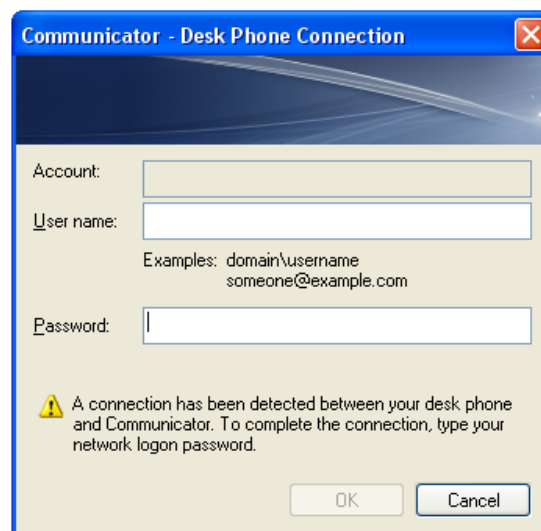 Communicator - Desk Phone Connection
Account:
User name:
Examples: domain\username
someone@example.com
Password:
A connection has been detected between your desk phone
and Communicator. To complete the connection, type your
network logon password.
OK Cancel